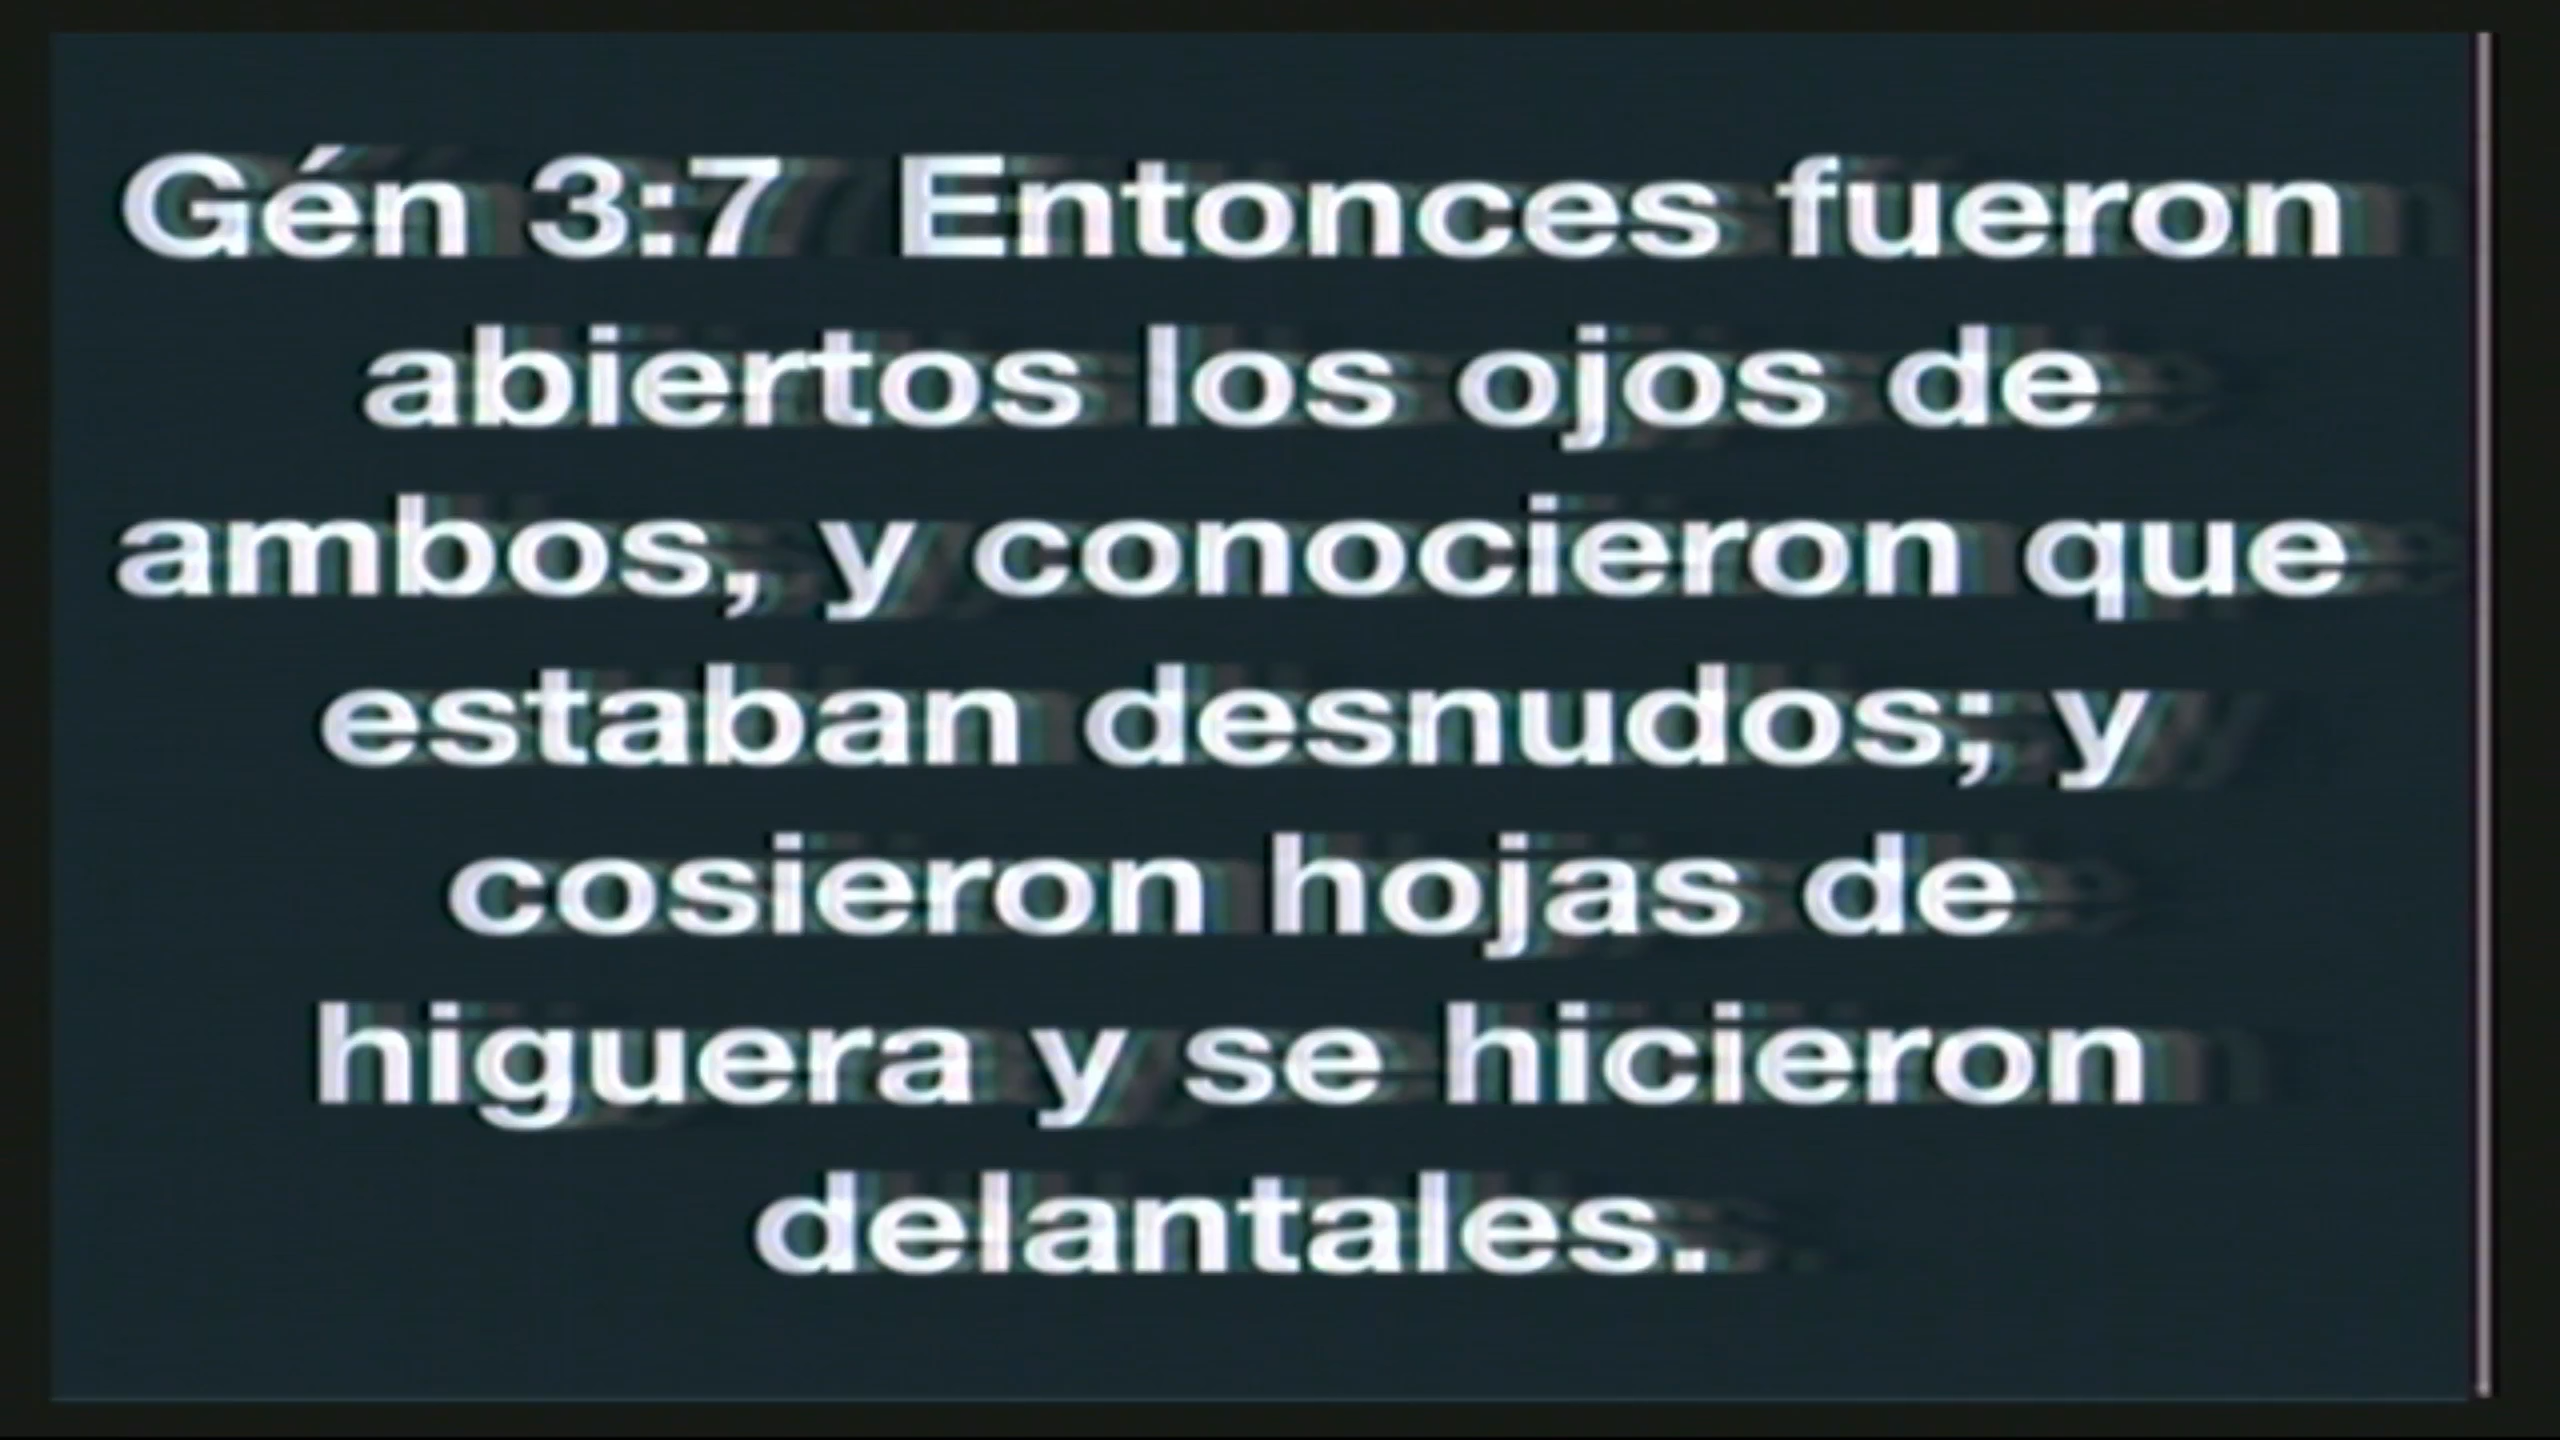 Gén 3:7  Entonces fueron
abiertos los ojos de
ambos, y conocieron que
estaban desnudos; y
cosieron hojas de
higuera y se hicieron
delantales.